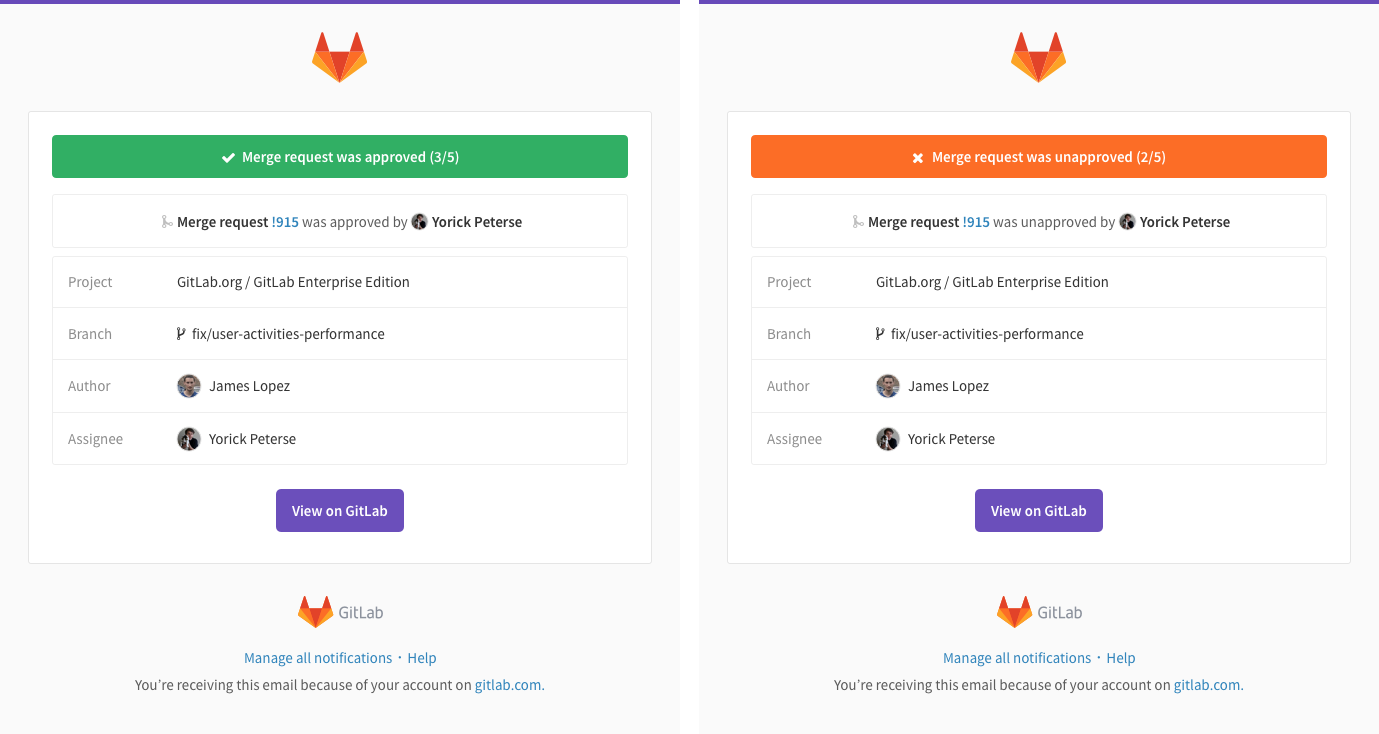 Merge request was approved (3/5)
Merge request !915 was approved by Yorick Peterse
Project GitLab.org / GitLab Enterprise Edition
Branch fix/user-activities-performance
Author James Lopez
Assignee Yorick Peterse
View on GitLab
GitLab
Manage all notifications · Help
You’re receiving this email because of your account on gitlab.com.
Merge request was unapproved (2/5)
Merge request !915 was unapproved by Yorick Peterse
Project GitLab.org / GitLab Enterprise Edition
Branch fix/user-activities-performance
Author James Lopez
Assignee Yorick Peterse
View on GitLab
GitLab
Manage all notifications · Help
You’re receiving this email because of your account on gitlab.com.